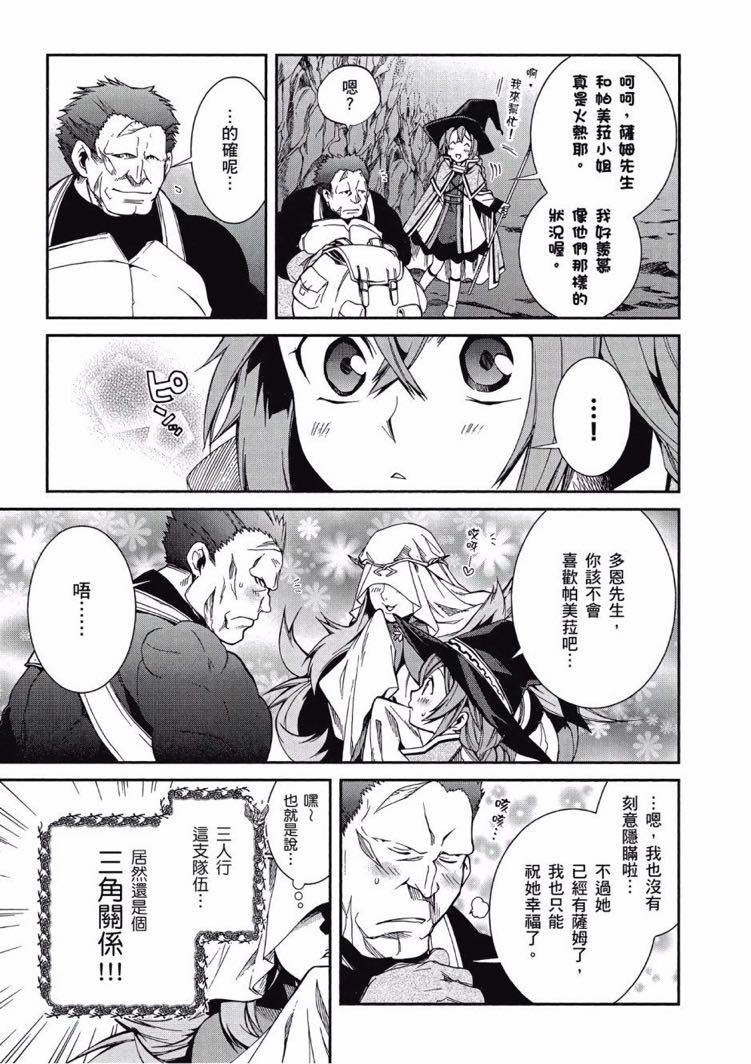 呵呵，薩姆先生
和帕美菈小姐
真是火熱耶。
我好羨慕
像他們那樣的
狀況喔。
啊，
我來幫忙！
嗯？
…的確呢…
…！
ピンッ
多恩先生，
你該不會
喜歡帕美菈吧…
哎呀～
唔……
…嗯，我也沒有
刻意隱瞞啦…
不過她
已經有薩姆了，
我也只能
祝她幸福了。
咳咳…
嘿～
也就是說…
三人行
這支隊伍…
居然還是個
三角關係!!!